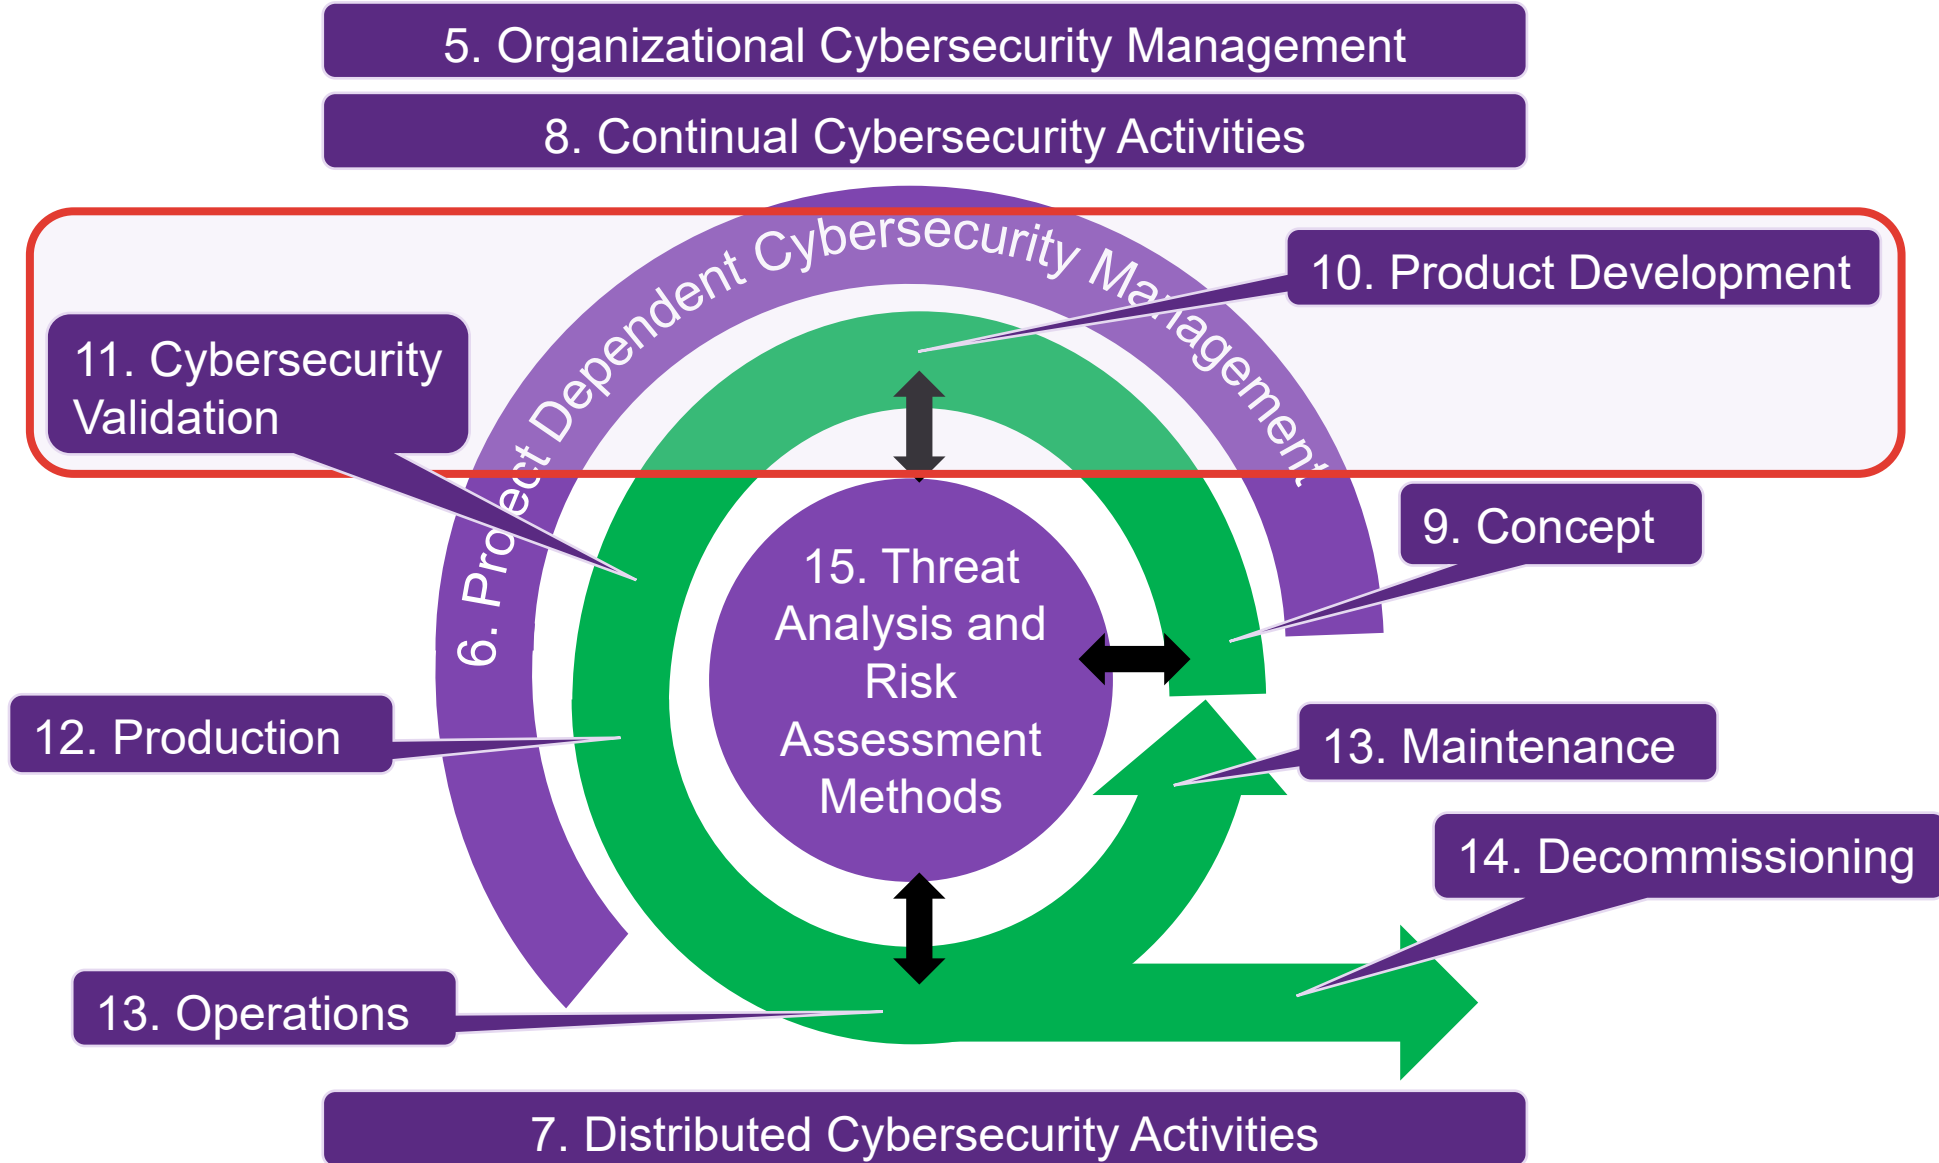 5. Organizational Cybersecurity Management
8. Continual Cybersecurity Activities
6. Project Dependent Cybersecurity Management
10. Product Development
11. Cybersecurity
Validation
9. Concept
15. Threat
Analysis and
Risk
Assessment
Methods
12. Production
13. Maintenance
14. Decommissioning
13. Operations
7. Distributed Cybersecurity Activities